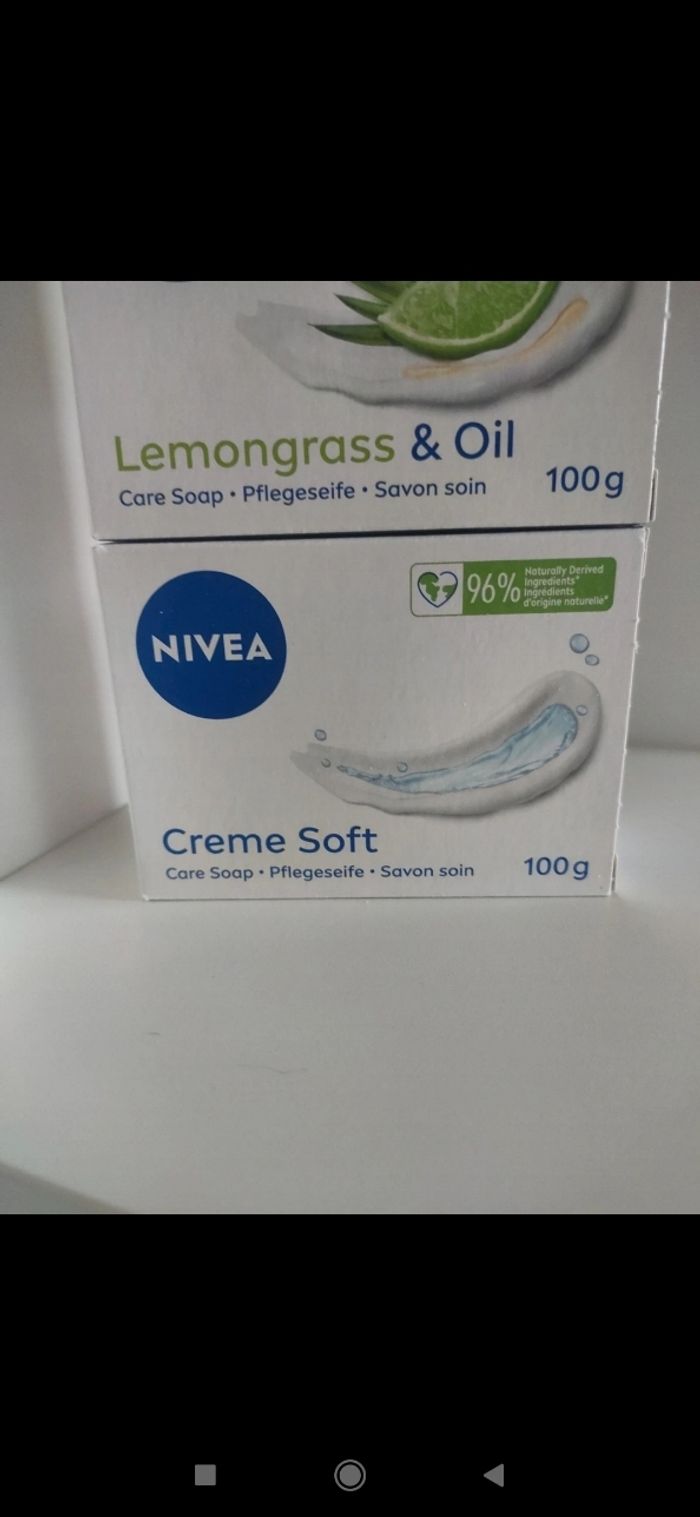 Lemongrass & Oil
Care Soap • Pflegeseife • Savon soin
100g
NIVEA
96%
Naturally Derived
Ingredients*
Ingrédients
d'origine naturelle*
Creme Soft
Care Soap • Pflegeseife • Savon soin
100g